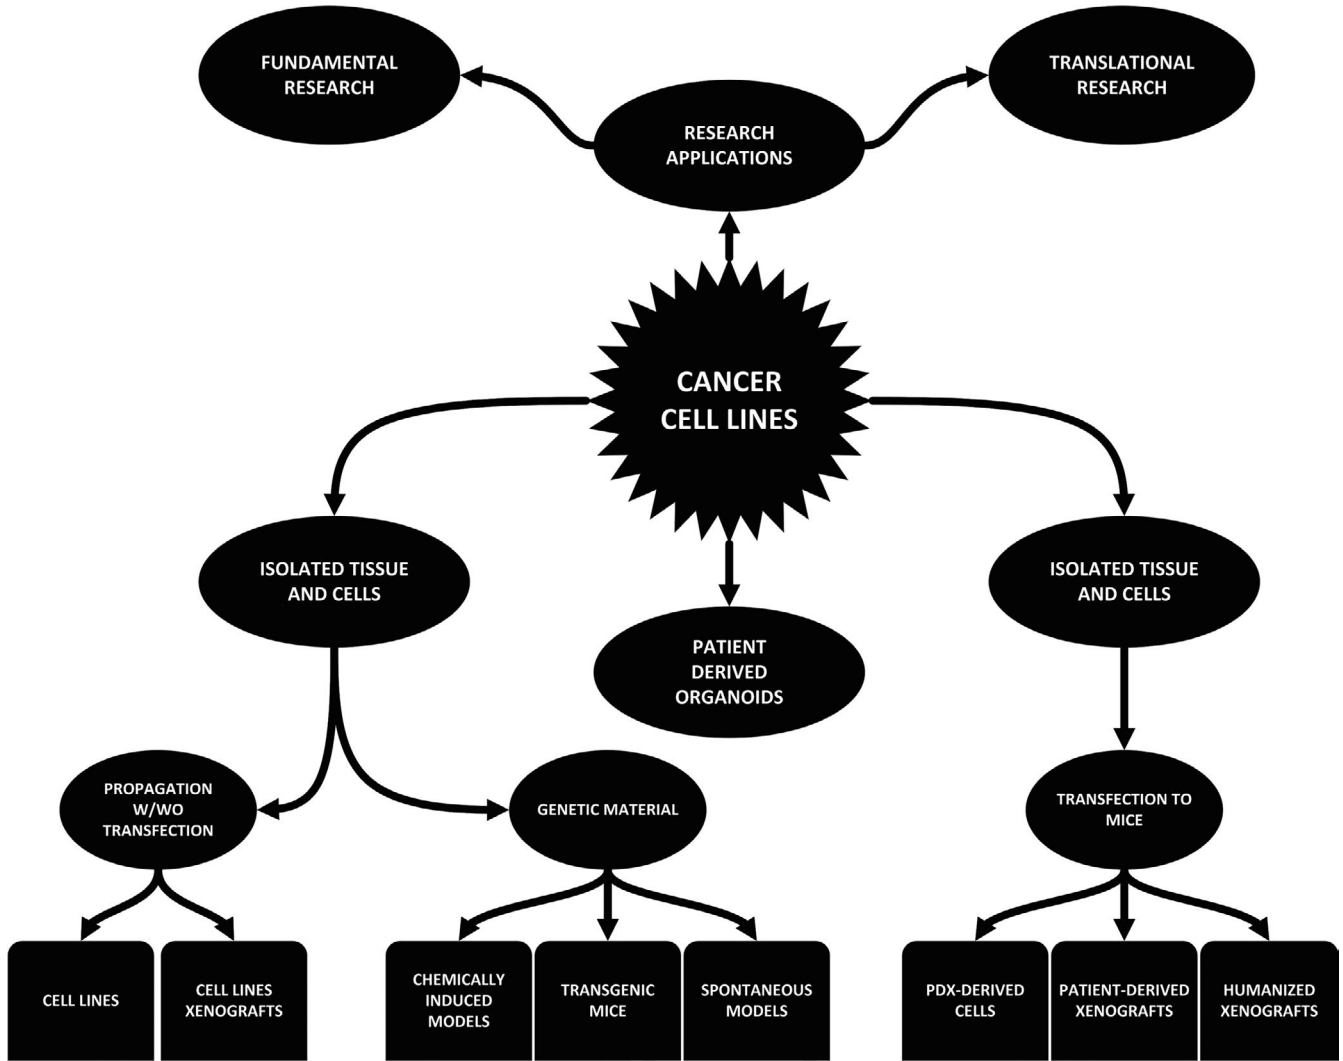 FUNDAMENTAL
RESEARCH
TRANSLATIONAL
RESEARCH
RESEARCH
APPLICATIONS
CANCER
CELL LINES
ISOLATED TISSUE
AND CELLS
ISOLATED TISSUE
AND CELLS
PATIENT
DERIVED
ORGANOIDS
PROPAGATION
W/WO
TRANSFECTION
GENETIC MATERIAL
TRANSFECTION TO
MICE
CELL LINES
CELL LINES
XENOGRAFTS
CHEMICALLY
INDUCED
MODELS
TRANSGENIC
MICE
SPONTANEOUS
MODELS
PDX-DERIVED
CELLS
PATIENT-DERIVED
XENOGRAFTS
HUMANIZED
XENOGRAFTS